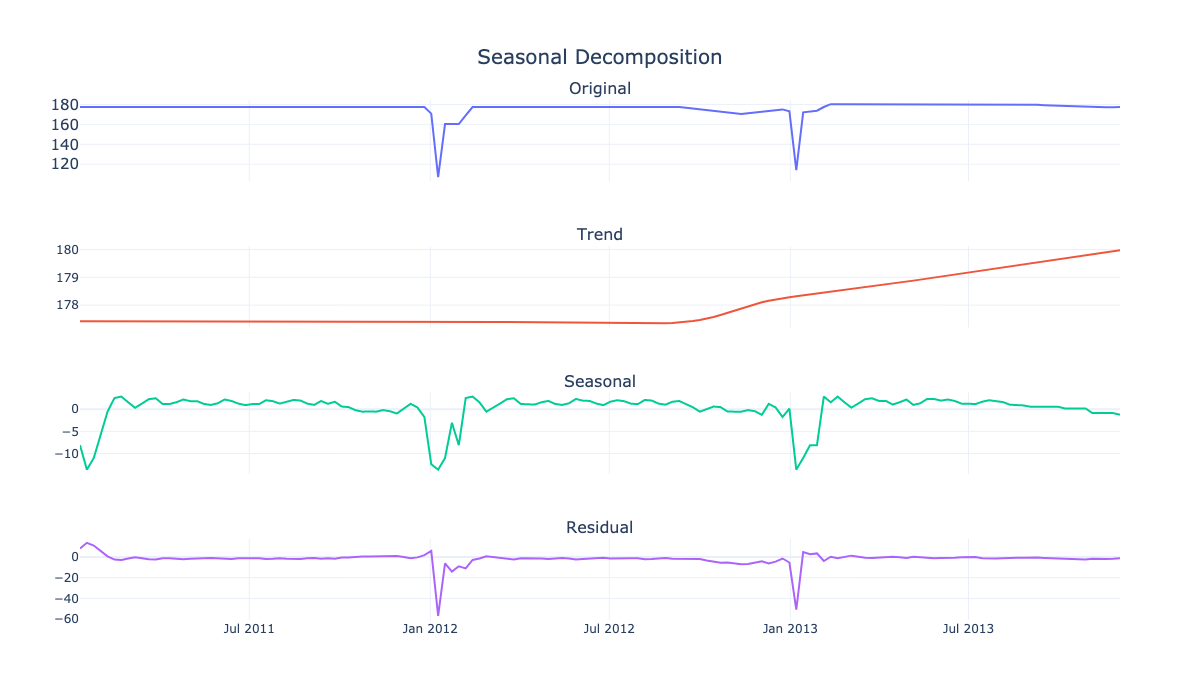 Seasonal Decomposition
Original
180
160
140
120
Trend
180
179
178
Seasonal
0
−5
−10
Residual
0
−20
−40
−60
Jul 2011 Jan 2012 Jul 2012 Jan 2013 Jul 2013